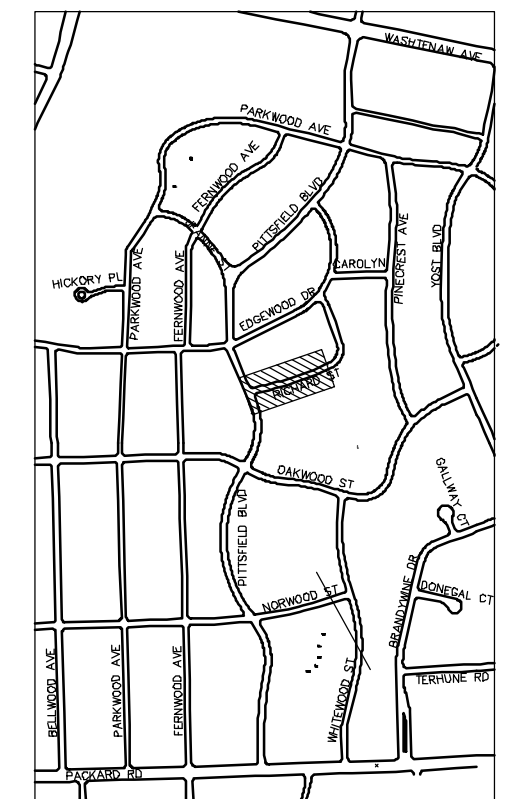 WASHTENAW AVE
PARKWOOD AVE
FERNWOOD AVE
PITTSFIELD BLVD
PINECREST AVE
YOST BLVD
CAROLYN
HICKORY PL
PARKWOOD AVE
FERNWOOD AVE
EDGEWOOD DR
RICHARD ST
OAKWOOD ST
GALLWAY CT
PITTSFIELD BLVD
NORWOOD ST
BRANDYWNE DR
DONEGAL CT
BELLWOOD AVE
PARKWOOD AVE
FERNWOOD AVE
WHITEWOOD ST
TERHUNE RD
PACKARD RD